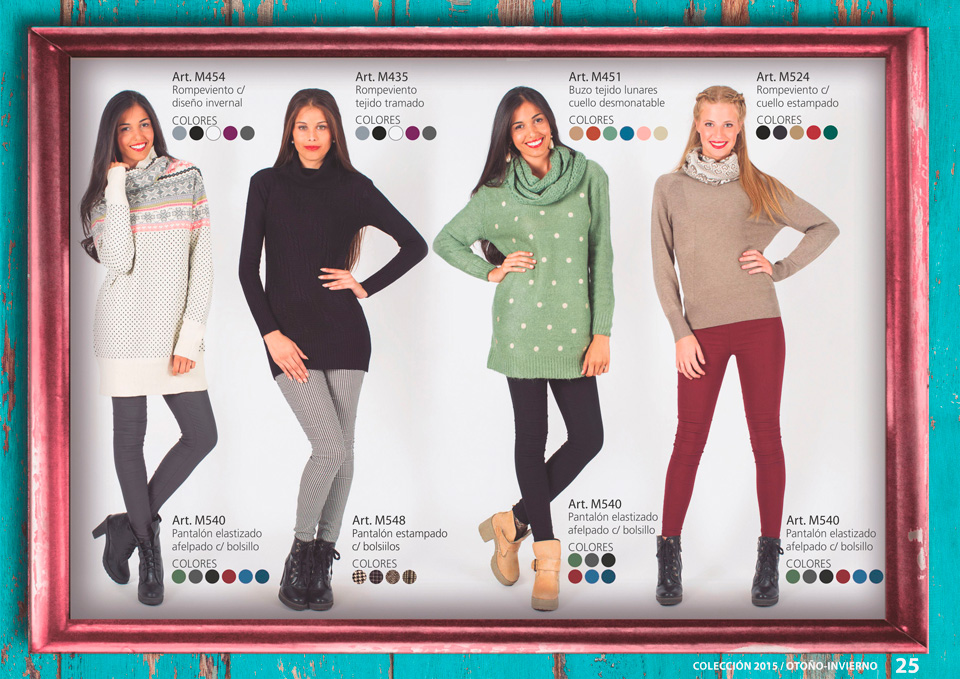 Art. M454
Rompeviento c/
diseño invernal
COLORES
Art. M435
Rompeviento
tejido tramado
COLORES
Art. M451
Buzo tejido lunares
cuello desmonatable
COLORES
Art. M524
Rompeviento c/
cuello estampado
COLORES
Art. M540
Pantalón elastizado
afelpado c/ bolsillo
COLORES
Art. M548
Pantalón estampado
c/ bolsiilos
COLORES
Art. M540
Pantalón elastizado
afelpado c/ bolsillo
COLORES
Art. M540
Pantalón elastizado
afelpado c/ bolsillo
COLORES
COLECCIÓN 2015 / OTOÑO-INVIERNO 25